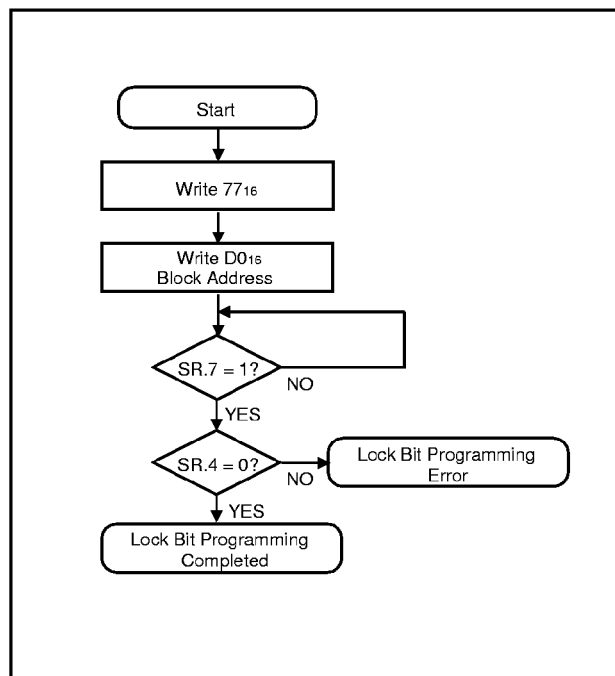 Start
Write 77₁₆
Write D0₁₆
Block Address
SR.7 = 1?
NO
YES
SR.4 = 0?
NO
Lock Bit Programming
Error
YES
Lock Bit Programming
Completed